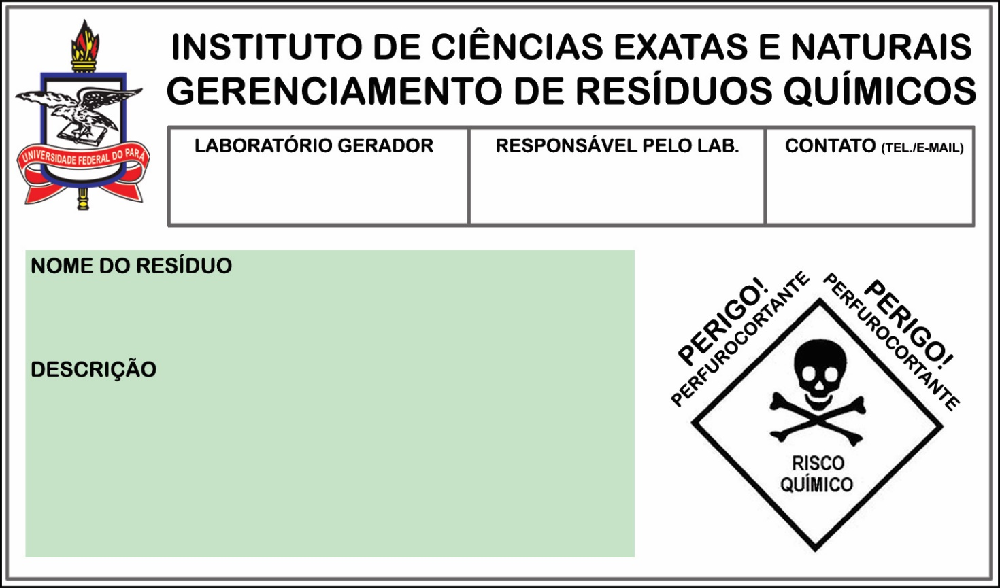 INSTITUTO DE CIÊNCIAS EXATAS E NATURAIS
GERENCIAMENTO DE RESÍDUOS QUÍMICOS
UNIVERSIDADE FEDERAL DO PARÁ
LABORATÓRIO GERADOR
RESPONSÁVEL PELO LAB.
CONTATO (TEL./E-MAIL)
NOME DO RESÍDUO
DESCRIÇÃO
PERIGO!
PERFUROCORTANTE
PERIGO!
PERFUROCORTANTE
RISCO
QUÍMICO